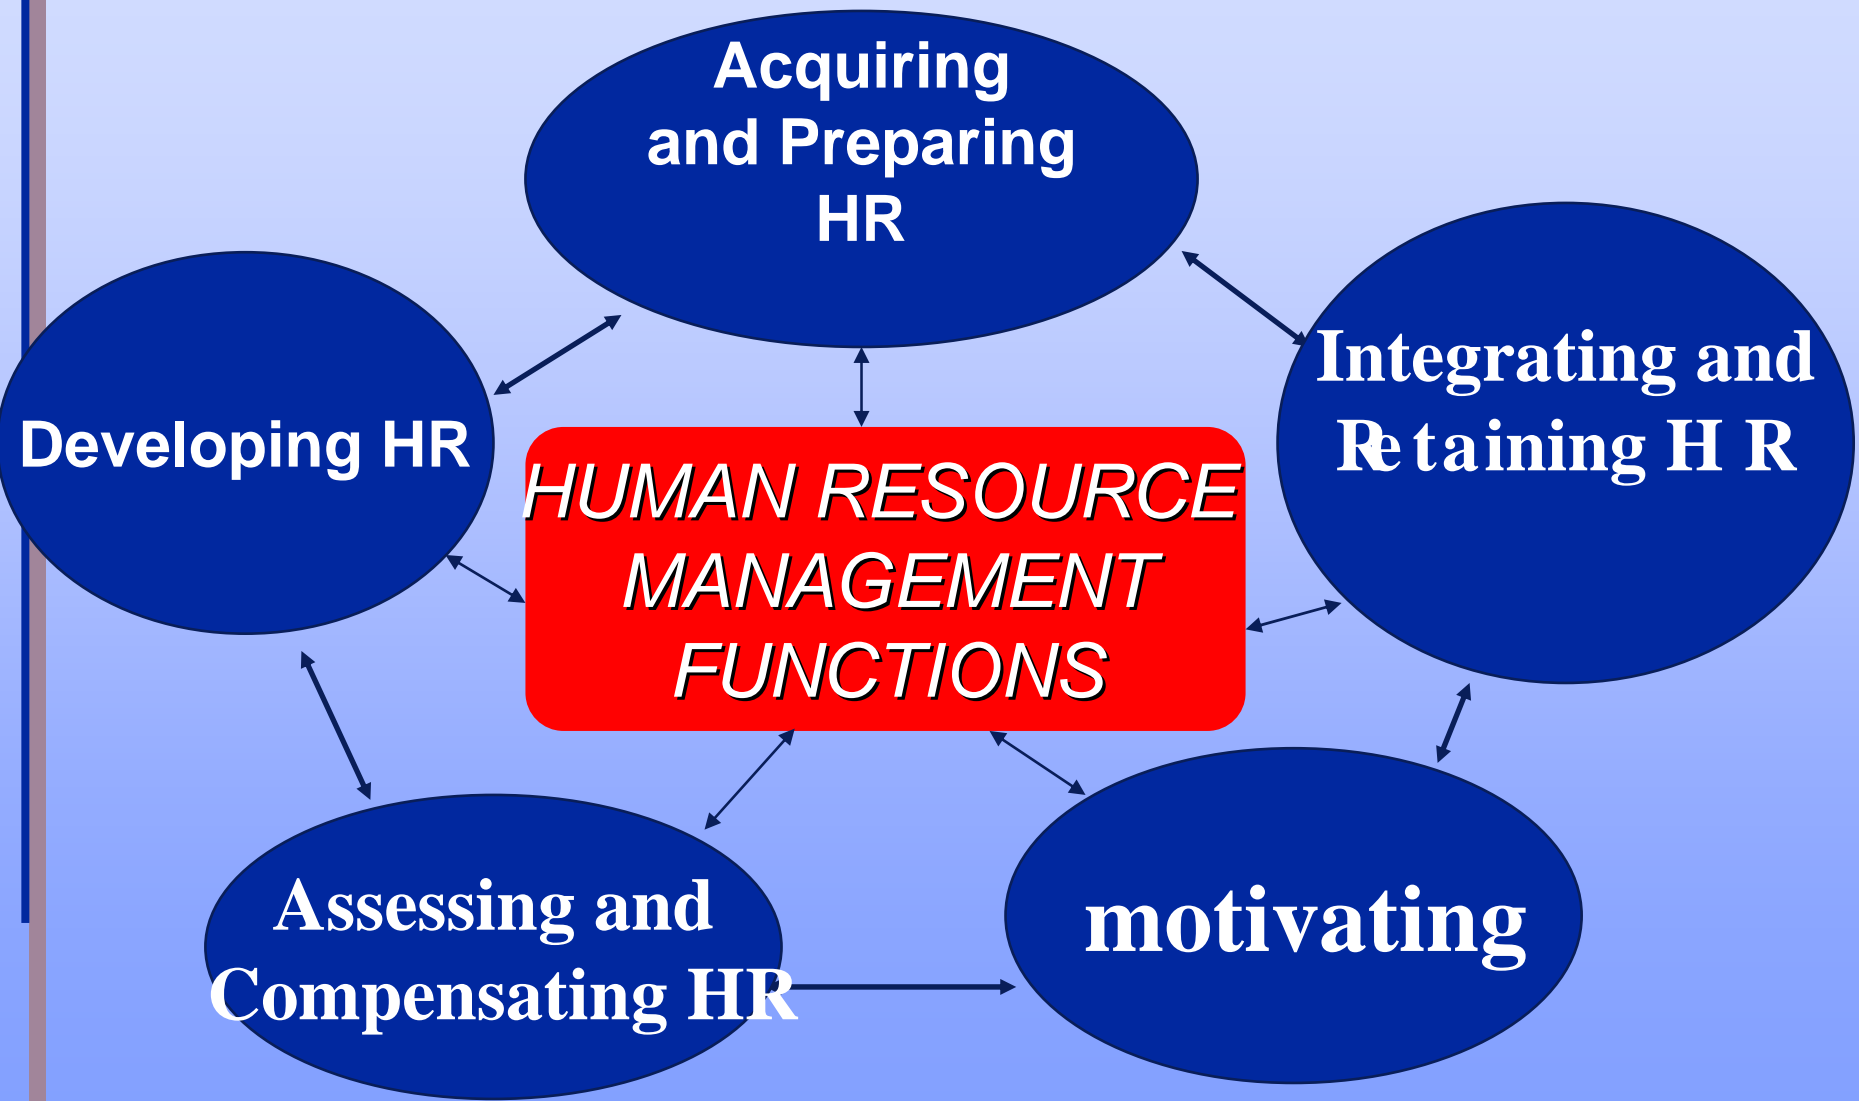 Acquiring
and Preparing
HR
Integrating and
Retaining H R
Developing HR
HUMAN RESOURCE
MANAGEMENT
FUNCTIONS
Assessing and
Compensating HR
motivating